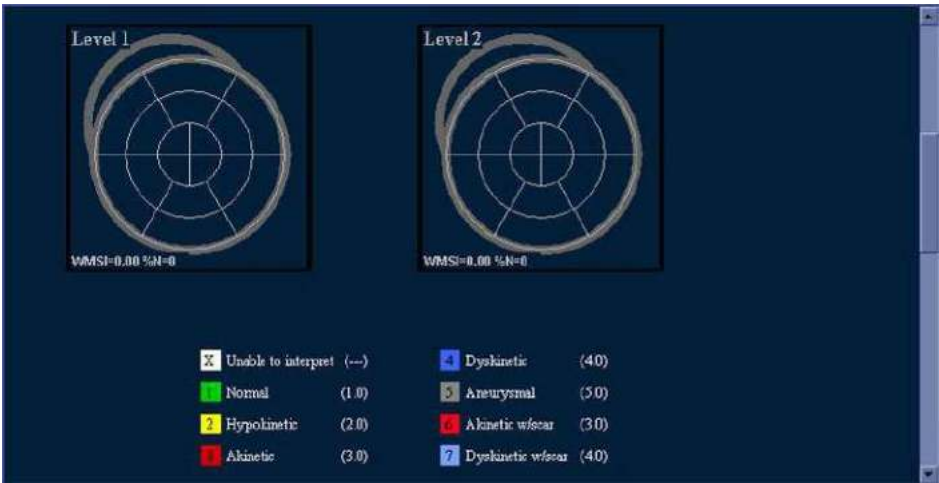 Level 1
Level 2
WMSI=0.00 %N=0
WMSI=0.00 %N=0
X Unable to interpret (---)
4 Dyskinetic (4.0)
1 Normal (1.0)
5 Aneurysmal (5.0)
2 Hypokinetic (2.0)
6 Akinetic w/scar (3.0)
Akinetic (3.0)
7 Dyskinetic w/scar (4.0)